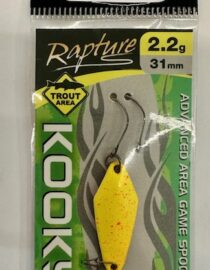 Rapture
2.2g
31mm
TROUT
AREA
KOOKY
ADVANCED AREA GAME SPOO